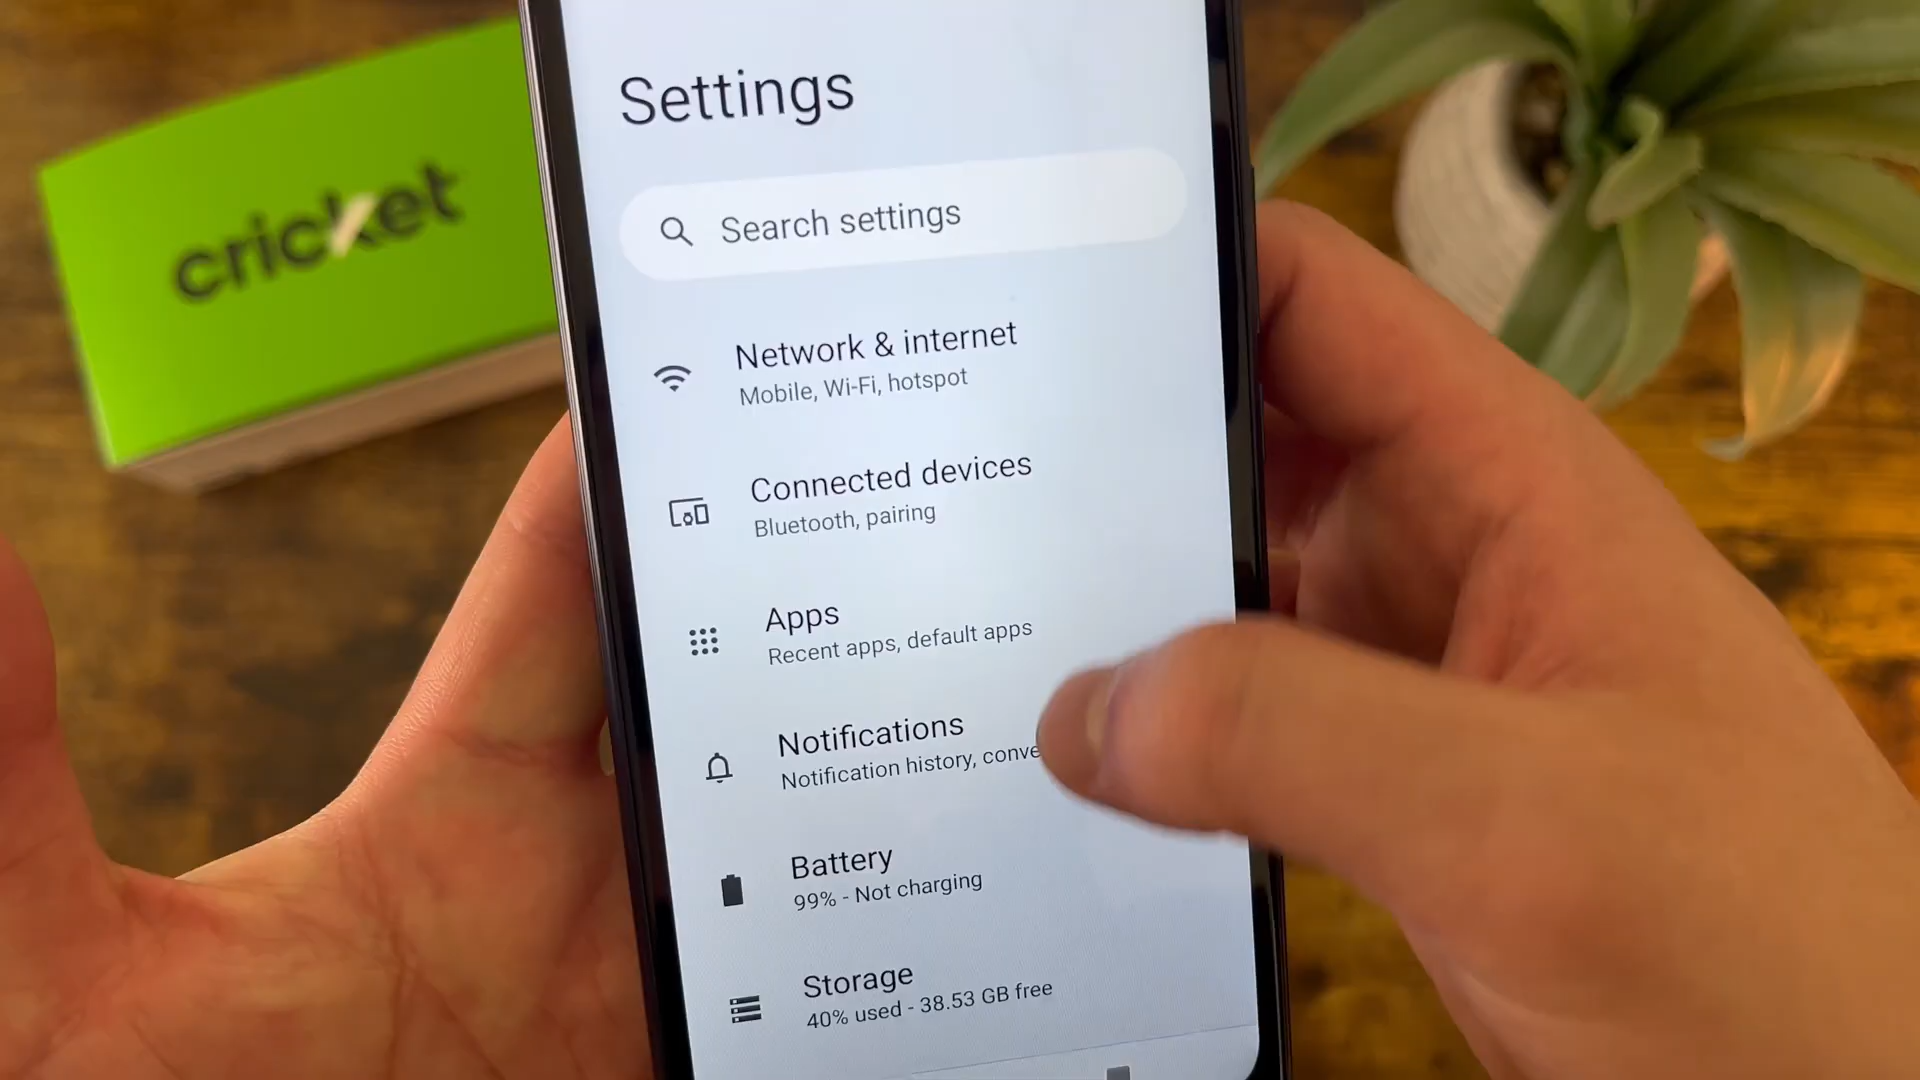 cricket
Settings
Search settings
Network & internet
Mobile, Wi-Fi, hotspot
Connected devices
Bluetooth, pairing
Apps
Recent apps, default apps
Notifications
Notification history, conve
Battery
99% - Not charging
Storage
40% used - 38.53 GB free